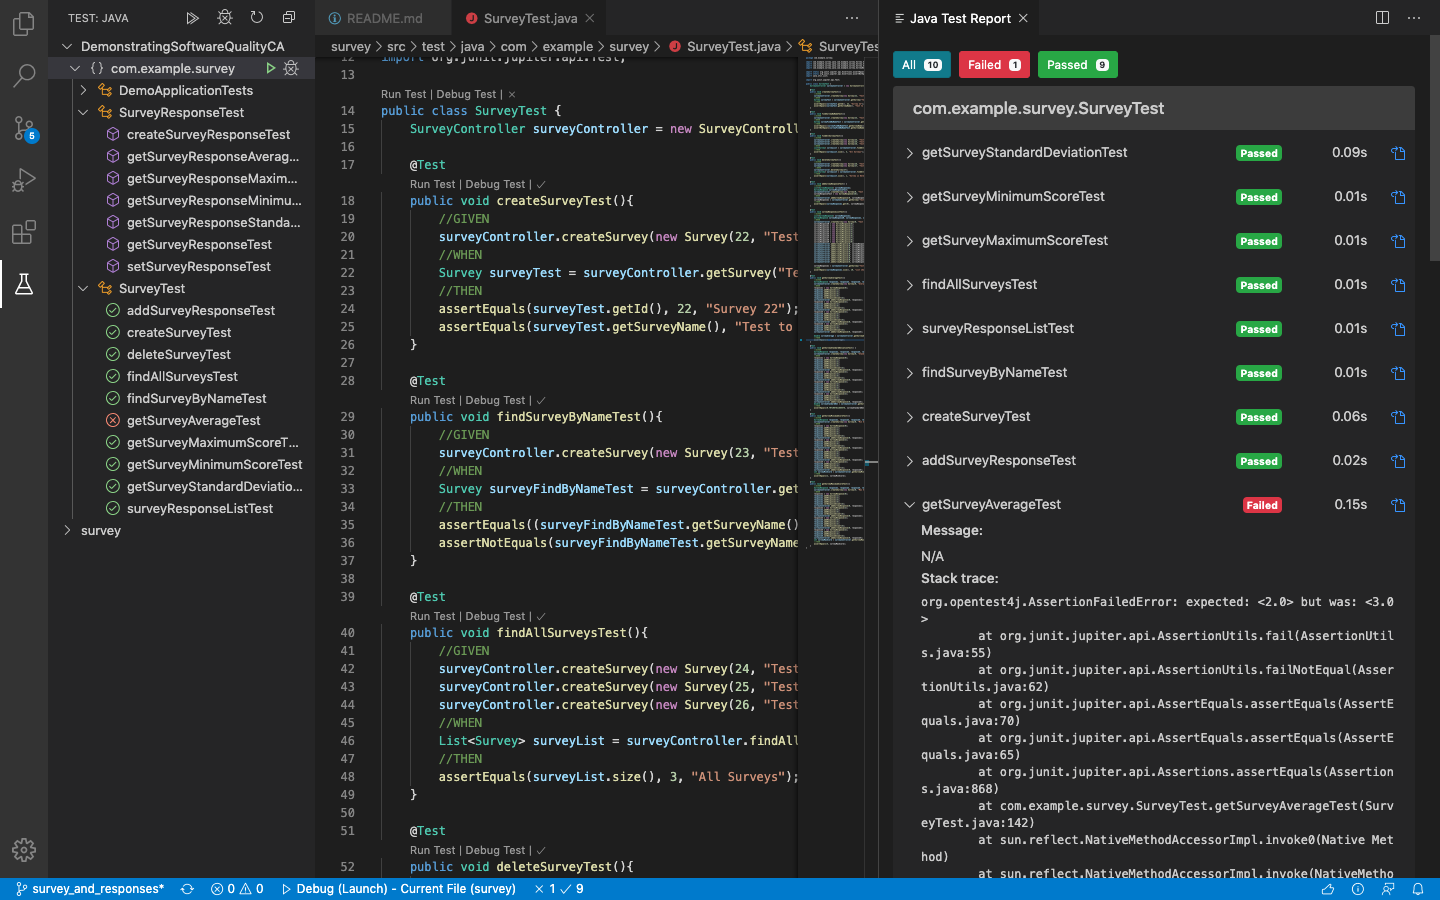 TEST: JAVA
DemonstratingSoftwareQualityCA
{} com.example.survey
DemoApplicationTests
SurveyResponseTest
createSurveyResponseTest
getSurveyResponseAverag...
getSurveyResponseMaxim...
getSurveyResponseMinimu...
getSurveyResponseStanda...
getSurveyResponseTest
setSurveyResponseTest
SurveyTest
addSurveyResponseTest
createSurveyTest
deleteSurveyTest
findAllSurveysTest
findSurveyByNameTest
getSurveyAverageTest
getSurveyMaximumScoreT...
getSurveyMinimumScoreTest
getSurveyStandardDeviatio...
surveyResponseListTest
survey
5
README.md
SurveyTest.java
survey > src > test > java > com > example > survey > SurveyTest.java > SurveyTes
12 import org.junit.jupiter.api.Test;
13
Run Test | Debug Test |
14 public class SurveyTest {
15 SurveyController surveyController = new SurveyControll
16
17 @Test
Run Test | Debug Test |
18 public void createSurveyTest(){
19 //GIVEN
20 surveyController.createSurvey(new Survey(22, "Test
21 //WHEN
22 Survey surveyTest = surveyController.getSurvey("Te
23 //THEN
24 assertEquals(surveyTest.getId(), 22, "Survey 22");
25 assertEquals(surveyTest.getSurveyName(), "Test to
26 }
27
28 @Test
Run Test | Debug Test |
29 public void findSurveyByNameTest(){
30 //GIVEN
31 surveyController.createSurvey(new Survey(23, "Test
32 //WHEN
33 Survey surveyFindByNameTest = surveyController.get
34 //THEN
35 assertEquals((surveyFindByNameTest.getSurveyName()
36 assertNotEquals(surveyFindByNameTest.getSurveyName
37 }
38
39 @Test
Run Test | Debug Test |
40 public void findAllSurveysTest(){
41 //GIVEN
42 surveyController.createSurvey(new Survey(24, "Test
43 surveyController.createSurvey(new Survey(25, "Test
44 surveyController.createSurvey(new Survey(26, "Test
45 //WHEN
46 List<Survey> surveyList = surveyController.findAll
47 //THEN
48 assertEquals(surveyList.size(), 3, "All Surveys");
49 }
50
51 @Test
Run Test | Debug Test |
52 public void deleteSurveyTest(){
Java Test Report
All 10 Failed 1 Passed 9
com.example.survey.SurveyTest
getSurveyStandardDeviationTest Passed 0.09s
getSurveyMinimumScoreTest Passed 0.01s
getSurveyMaximumScoreTest Passed 0.01s
findAllSurveysTest Passed 0.01s
surveyResponseListTest Passed 0.01s
findSurveyByNameTest Passed 0.01s
createSurveyTest Passed 0.06s
addSurveyResponseTest Passed 0.02s
getSurveyAverageTest Failed 0.15s
Message:
N/A
Stack trace:
org.opentest4j.AssertionFailedError: expected: <2.0> but was: <3.0
>
at org.junit.jupiter.api.AssertionUtils.fail(AssertionUtil
s.java:55)
at org.junit.jupiter.api.AssertionUtils.failNotEqual(Asser
tionUtils.java:62)
at org.junit.jupiter.api.AssertEquals.assertEquals(AssertE
quals.java:70)
at org.junit.jupiter.api.AssertEquals.assertEquals(AssertE
quals.java:65)
at org.junit.jupiter.api.Assertions.assertEquals(Assertion
s.java:868)
at com.example.survey.SurveyTest.getSurveyAverageTest(Surv
eyTest.java:142)
at sun.reflect.NativeMethodAccessorImpl.invoke0(Native Met
hod)
at sun.reflect.NativeMethodAccessorImpl.invoke(NativeMetho
survey_and_responses* 0 0 Debug (Launch) - Current File (survey) 1 9